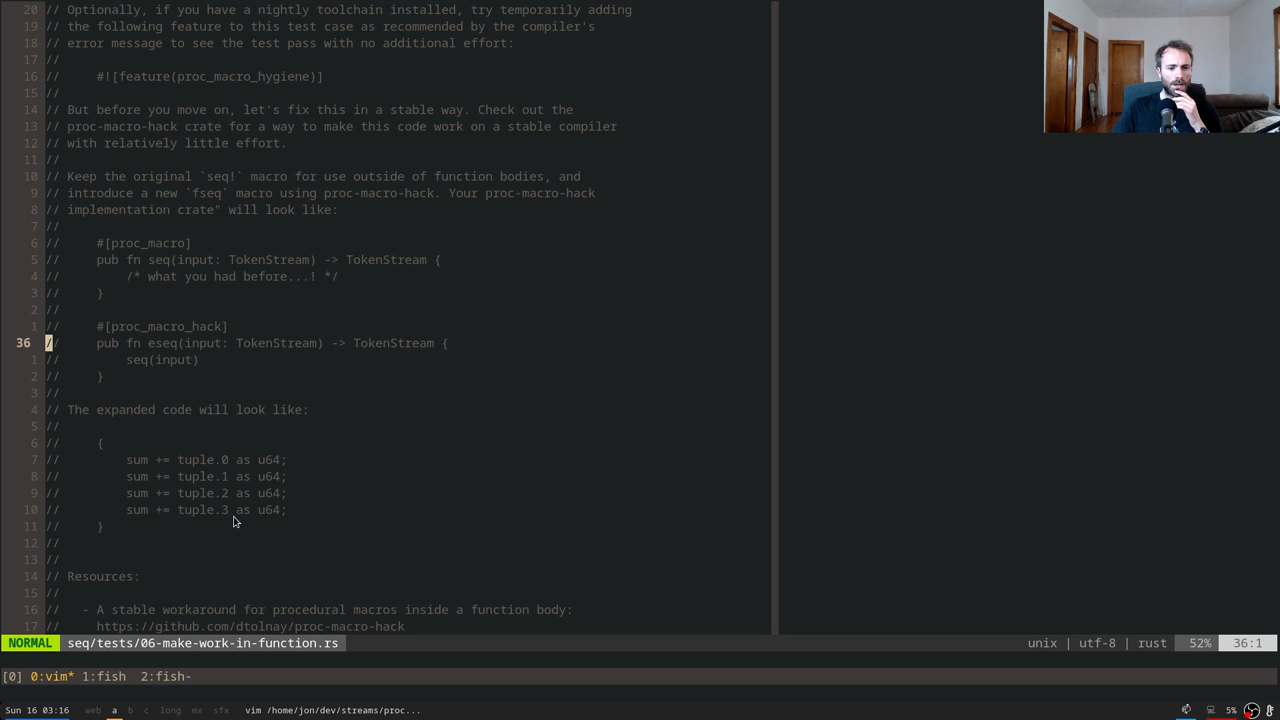 20 // Optionally, if you have a nightly toolchain installed, try temporarily adding
19 // the following feature to this test case as recommended by the compiler's
18 // error message to see the test pass with no additional effort:
17 //
16 //     #![feature(proc_macro_hygiene)]
15 //
14 // But before you move on, let's fix this in a stable way. Check out the
13 // proc-macro-hack crate for a way to make this code work on a stable compiler
12 // with relatively little effort.
11 //
10 // Keep the original `seq!` macro for use outside of function bodies, and
9 // introduce a new `fseq` macro using proc-macro-hack. Your proc-macro-hack
8 // implementation crate" will look like:
7 //
6 //     #[proc_macro]
5 //     pub fn seq(input: TokenStream) -> TokenStream {
4 //         /* what you had before...! */
3 //     }
2 //
1 //     #[proc_macro_hack]
36 //     pub fn eseq(input: TokenStream) -> TokenStream {
1 //         seq(input)
2 //     }
3 //
4 // The expanded code will look like:
5 //
6 //     {
7 //         sum += tuple.0 as u64;
8 //         sum += tuple.1 as u64;
9 //         sum += tuple.2 as u64;
10 //         sum += tuple.3 as u64;
11 //     }
12 //
13 //
14 // Resources:
15 //
16 //   - A stable workaround for procedural macros inside a function body:
17 //     https://github.com/dtolnay/proc-macro-hack
NORMAL seq/tests/06-make-work-in-function.rs unix | utf-8 | rust 52% 36:1
[0] 0:vim* 1:fish  2:fish-
Sun 16 03:16 web a b c long mx sfx vim /home/jon/dev/streams/proc... 5%